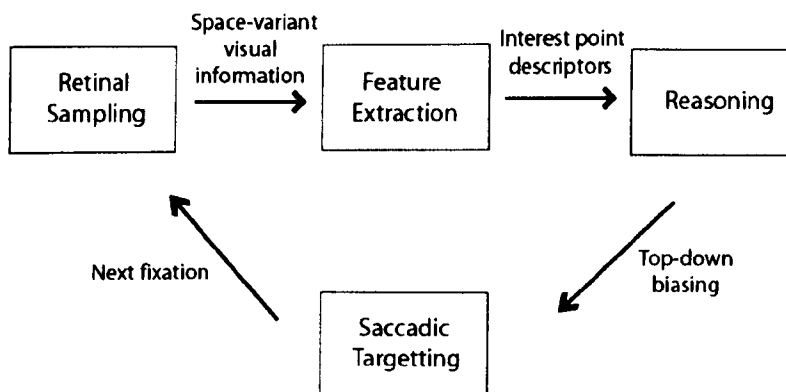 Space-variant
visual
information
Interest point
descriptors
Retinal
Sampling
Feature
Extraction
Reasoning
Next fixation
Top-down
biasing
Saccadic
Targetting